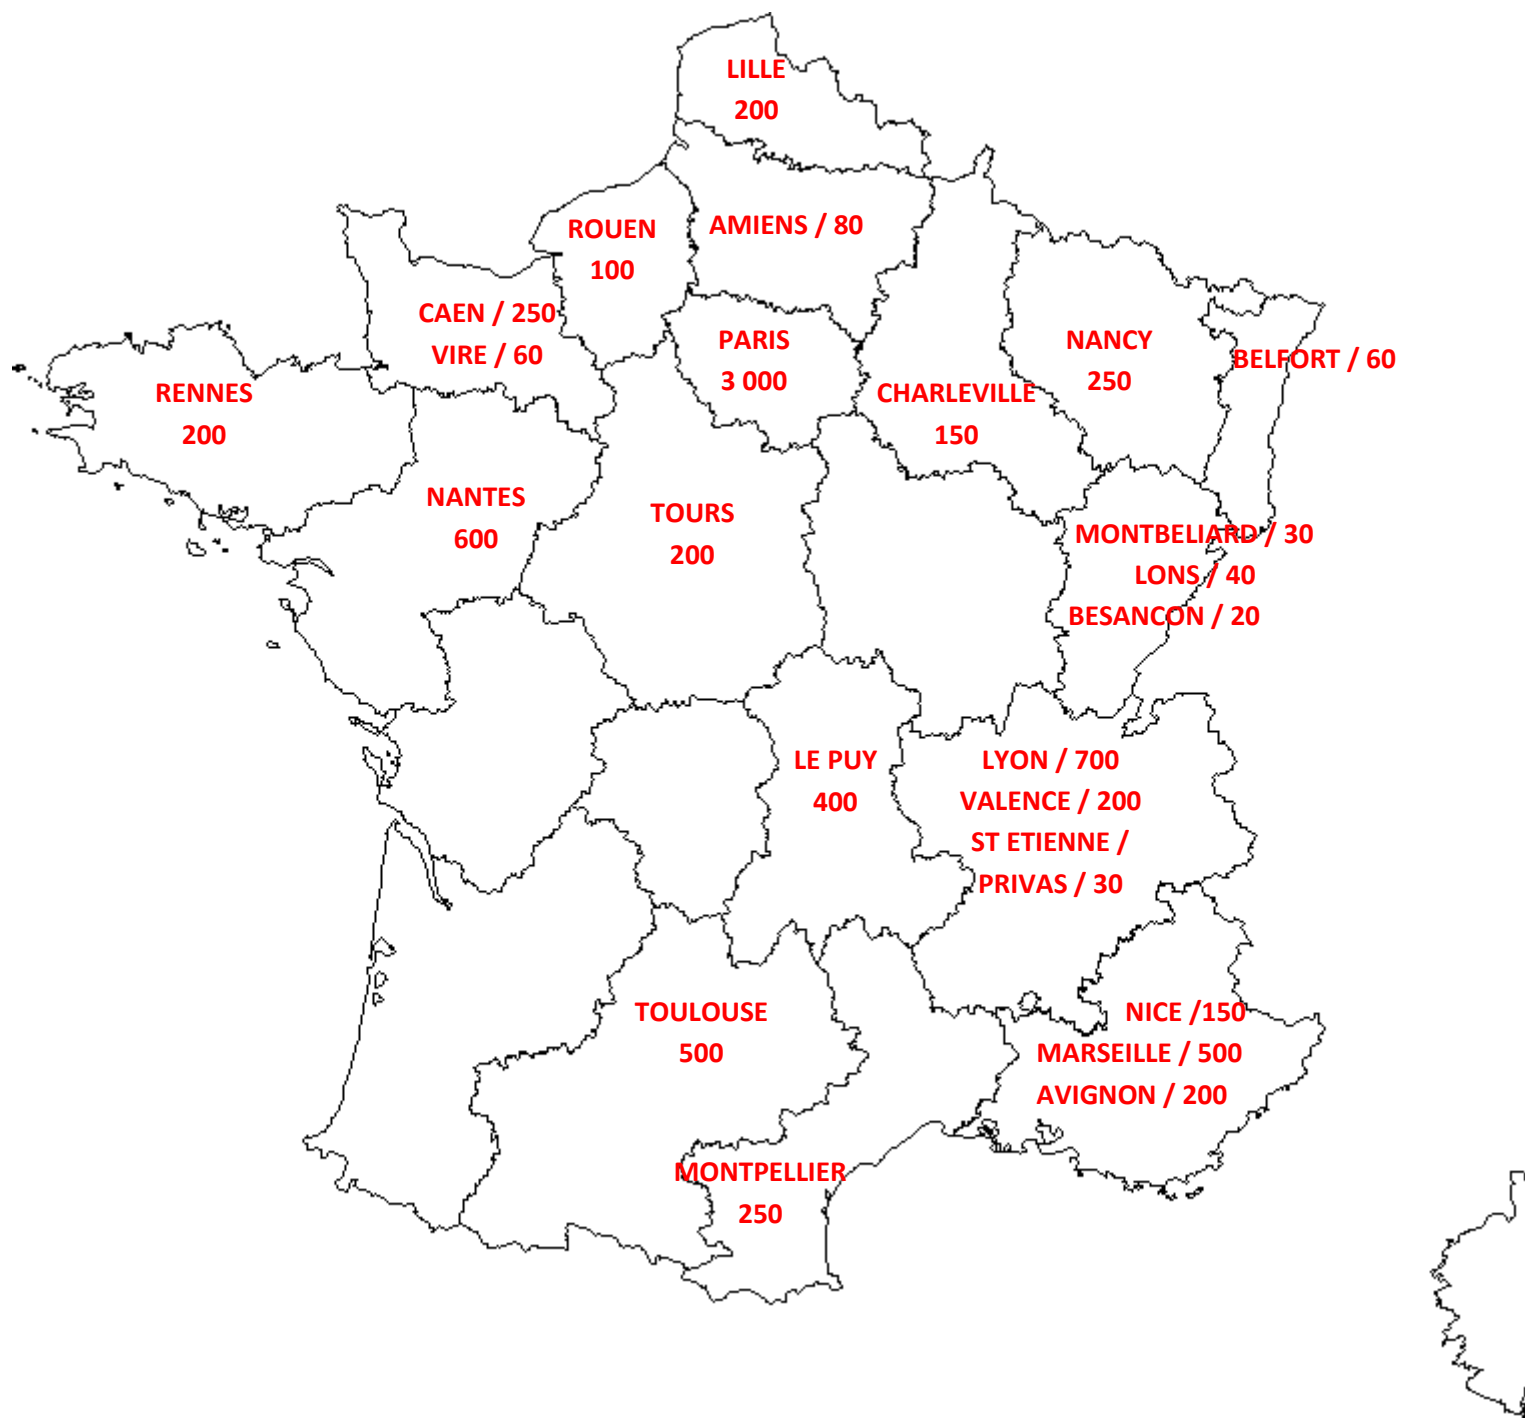 LILLE
200
ROUEN
100
AMIENS / 80
CAEN / 250
VIRE / 60
PARIS
3 000
NANCY
250
BELFORT / 60
RENNES
200
CHARLEVILLE
150
NANTES
600
TOURS
200
MONTBELIARD / 30
LONS / 40
BESANCON / 20
LE PUY
400
LYON / 700
VALENCE / 200
ST ETIENNE /
PRIVAS / 30
TOULOUSE
500
NICE /150
MARSEILLE / 500
AVIGNON / 200
MONTPELLIER
250